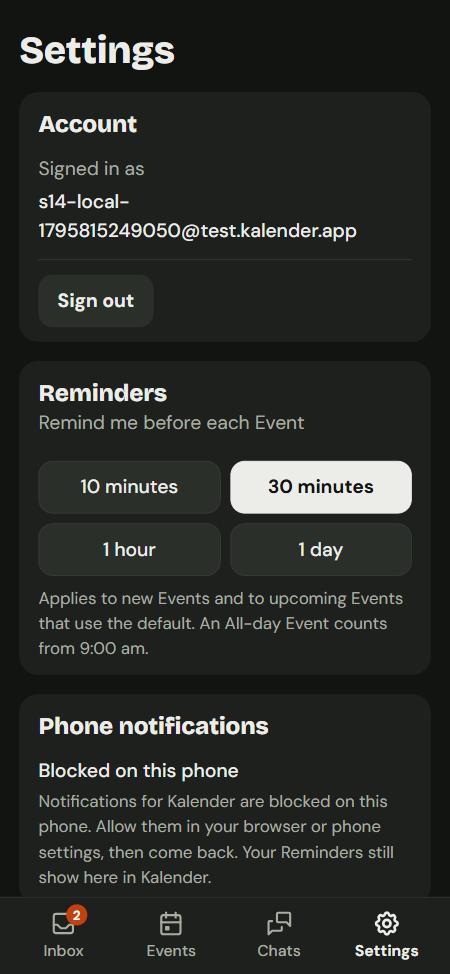 Settings
Account
Signed in as
s14-local-
1795815249050@test.kalender.app
Sign out
Reminders
Remind me before each Event
10 minutes
30 minutes
1 hour
1 day
Applies to new Events and to upcoming Events
that use the default. An All-day Event counts
from 9:00 am.
Phone notifications
Blocked on this phone
Notifications for Kalender are blocked on this
phone. Allow them in your browser or phone
settings, then come back. Your Reminders still
show here in Kalender.
2
Inbox
Events
Chats
Settings